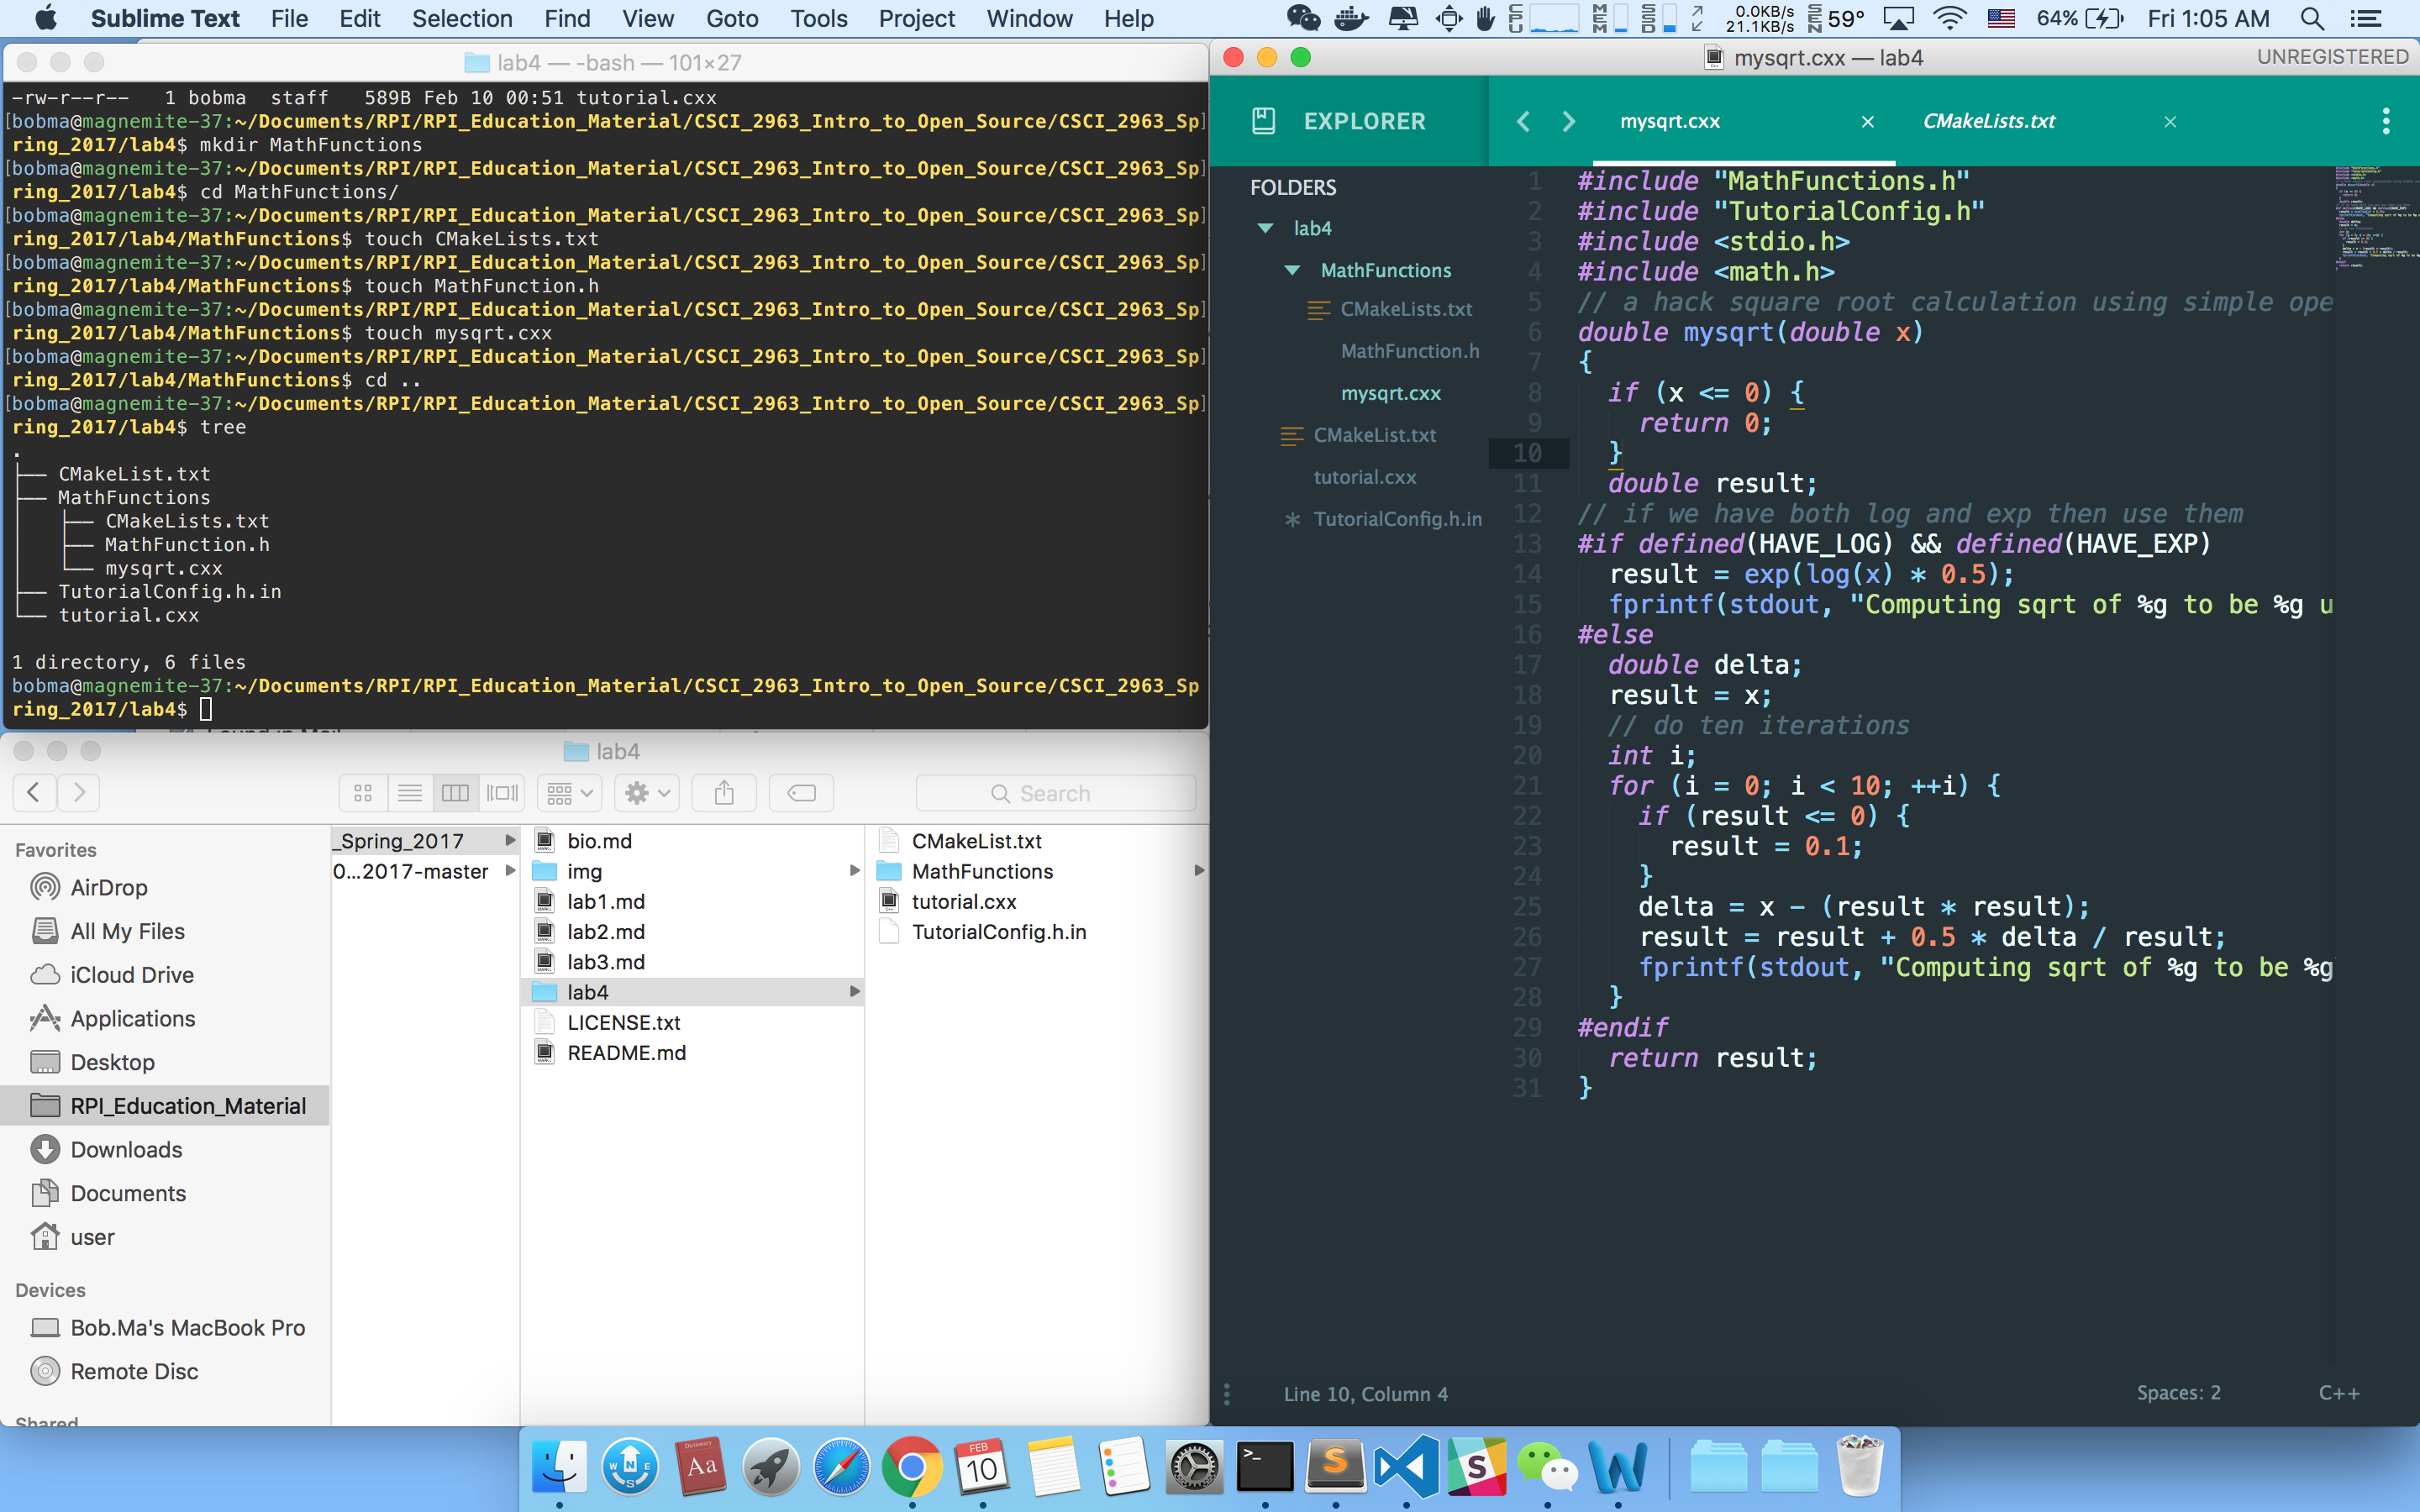 Sublime Text File Edit Selection Find View Goto Tools Project Window Help
CPU MEM SSD 0.0KB/s 21.1KB/s SEN 59° 64% Fri 1:05 AM
lab4 — -bash — 101×27
-rw-r--r--   1 bobma  staff   589B Feb 10 00:51 tutorial.cxx
[bobma@magnemite-37:~/Documents/RPI/RPI_Education_Material/CSCI_2963_Intro_to_Open_Source/CSCI_2963_Sp]
ring_2017/lab4$ mkdir MathFunctions
[bobma@magnemite-37:~/Documents/RPI/RPI_Education_Material/CSCI_2963_Intro_to_Open_Source/CSCI_2963_Sp]
ring_2017/lab4$ cd MathFunctions/
[bobma@magnemite-37:~/Documents/RPI/RPI_Education_Material/CSCI_2963_Intro_to_Open_Source/CSCI_2963_Sp]
ring_2017/lab4/MathFunctions$ touch CMakeLists.txt
[bobma@magnemite-37:~/Documents/RPI/RPI_Education_Material/CSCI_2963_Intro_to_Open_Source/CSCI_2963_Sp]
ring_2017/lab4/MathFunctions$ touch MathFunction.h
[bobma@magnemite-37:~/Documents/RPI/RPI_Education_Material/CSCI_2963_Intro_to_Open_Source/CSCI_2963_Sp]
ring_2017/lab4/MathFunctions$ touch mysqrt.cxx
[bobma@magnemite-37:~/Documents/RPI/RPI_Education_Material/CSCI_2963_Intro_to_Open_Source/CSCI_2963_Sp]
ring_2017/lab4/MathFunctions$ cd ..
[bobma@magnemite-37:~/Documents/RPI/RPI_Education_Material/CSCI_2963_Intro_to_Open_Source/CSCI_2963_Sp]
ring_2017/lab4$ tree
.
├── CMakeList.txt
├── MathFunctions
│   ├── CMakeLists.txt
│   ├── MathFunction.h
│   └── mysqrt.cxx
├── TutorialConfig.h.in
└── tutorial.cxx
1 directory, 6 files
bobma@magnemite-37:~/Documents/RPI/RPI_Education_Material/CSCI_2963_Intro_to_Open_Source/CSCI_2963_Sp
ring_2017/lab4$
lab4
Search
Favorites
AirDrop
All My Files
iCloud Drive
Applications
Desktop
RPI_Education_Material
Downloads
Documents
user
Devices
Bob.Ma's MacBook Pro
Remote Disc
Shared
_Spring_2017
0...2017-master
bio.md
img
lab1.md
lab2.md
lab3.md
lab4
LICENSE.txt
README.md
CMakeList.txt
MathFunctions
tutorial.cxx
TutorialConfig.h.in
mysqrt.cxx — lab4
UNREGISTERED
EXPLORER
mysqrt.cxx × CMakeLists.txt ×
FOLDERS
lab4
MathFunctions
CMakeLists.txt
MathFunction.h
mysqrt.cxx
CMakeList.txt
tutorial.cxx
TutorialConfig.h.in
1 #include "MathFunctions.h"
2 #include "TutorialConfig.h"
3 #include <stdio.h>
4 #include <math.h>
5 // a hack square root calculation using simple ope
6 double mysqrt(double x)
7 {
8   if (x <= 0) {
9     return 0;
10   }
11   double result;
12 // if we have both log and exp then use them
13 #if defined(HAVE_LOG) && defined(HAVE_EXP)
14   result = exp(log(x) * 0.5);
15   fprintf(stdout, "Computing sqrt of %g to be %g u
16 #else
17   double delta;
18   result = x;
19   // do ten iterations
20   int i;
21   for (i = 0; i < 10; ++i) {
22     if (result <= 0) {
23       result = 0.1;
24     }
25     delta = x - (result * result);
26     result = result + 0.5 * delta / result;
27     fprintf(stdout, "Computing sqrt of %g to be %g
28   }
29 #endif
30   return result;
31 }
Line 10, Column 4
Spaces: 2
C++
Dictionary
Aa
W N E S
FEB
10
>_
S
S
W